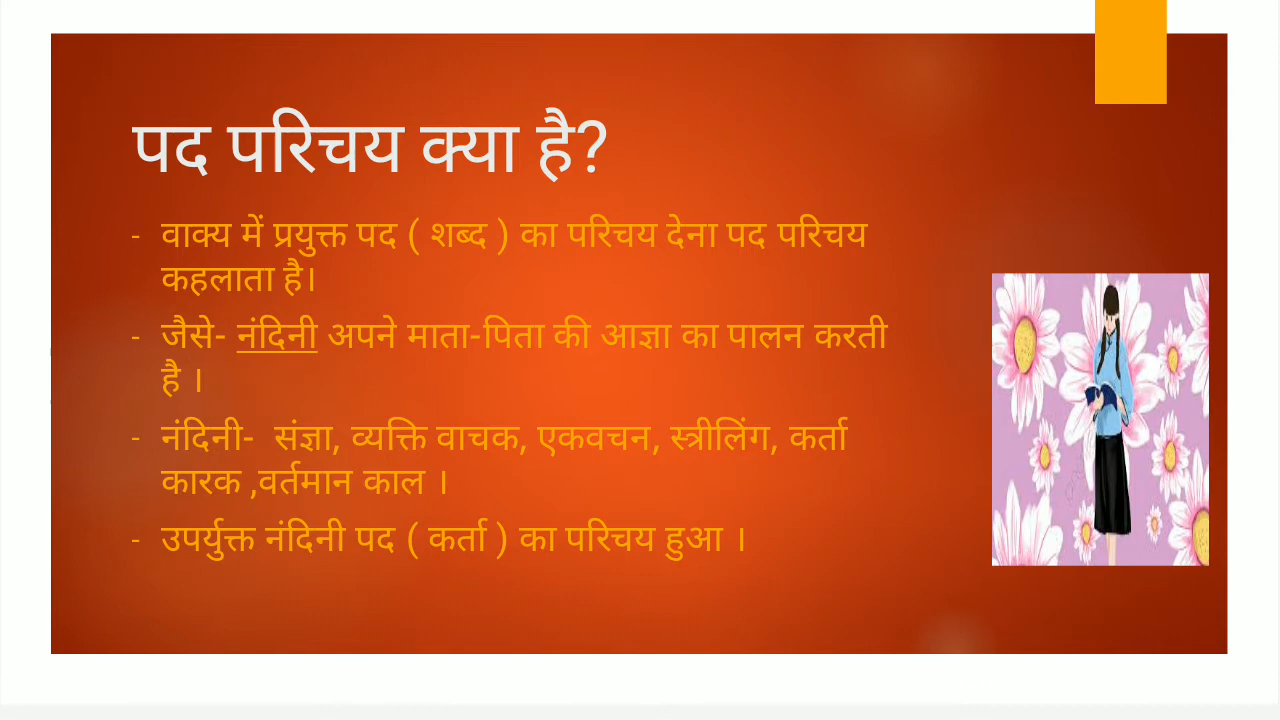 पद परिचय क्या है?
- वाक्य में प्रयुक्त पद ( शब्द ) का परिचय देना पद परिचय
कहलाता है।
- जैसे- नंदिनी अपने माता-पिता की आज्ञा का पालन करती
है ।
- नंदिनी-  संज्ञा, व्यक्ति वाचक, एकवचन, स्त्रीलिंग, कर्ता
कारक ,वर्तमान काल ।
- उपर्युक्त नंदिनी पद ( कर्ता ) का परिचय हुआ ।